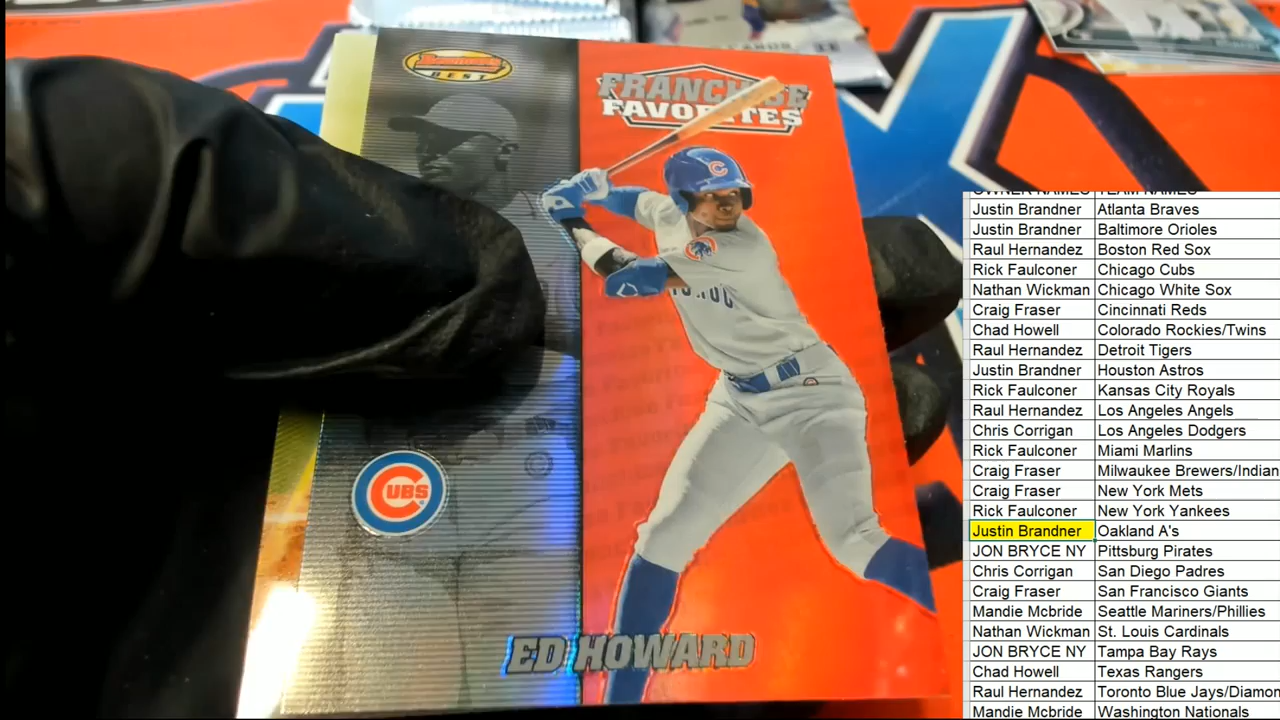 Bowman's
BEST
FRANCHISE
FAVORITES
C
CUBS
ED HOWARD
OWNER NAMES TEAM NAMES
Justin Brandner Atlanta Braves
Justin Brandner Baltimore Orioles
Raul Hernandez Boston Red Sox
Rick Faulconer Chicago Cubs
Nathan Wickman Chicago White Sox
Craig Fraser Cincinnati Reds
Chad Howell Colorado Rockies/Twins
Raul Hernandez Detroit Tigers
Justin Brandner Houston Astros
Rick Faulconer Kansas City Royals
Raul Hernandez Los Angeles Angels
Chris Corrigan Los Angeles Dodgers
Rick Faulconer Miami Marlins
Craig Fraser Milwaukee Brewers/Indian
Craig Fraser New York Mets
Rick Faulconer New York Yankees
Justin Brandner Oakland A's
JON BRYCE NY Pittsburg Pirates
Chris Corrigan San Diego Padres
Craig Fraser San Francisco Giants
Mandie Mcbride Seattle Mariners/Phillies
Nathan Wickman St. Louis Cardinals
JON BRYCE NY Tampa Bay Rays
Chad Howell Texas Rangers
Raul Hernandez Toronto Blue Jays/Diamon
Mandie Mcbride Washington Nationals